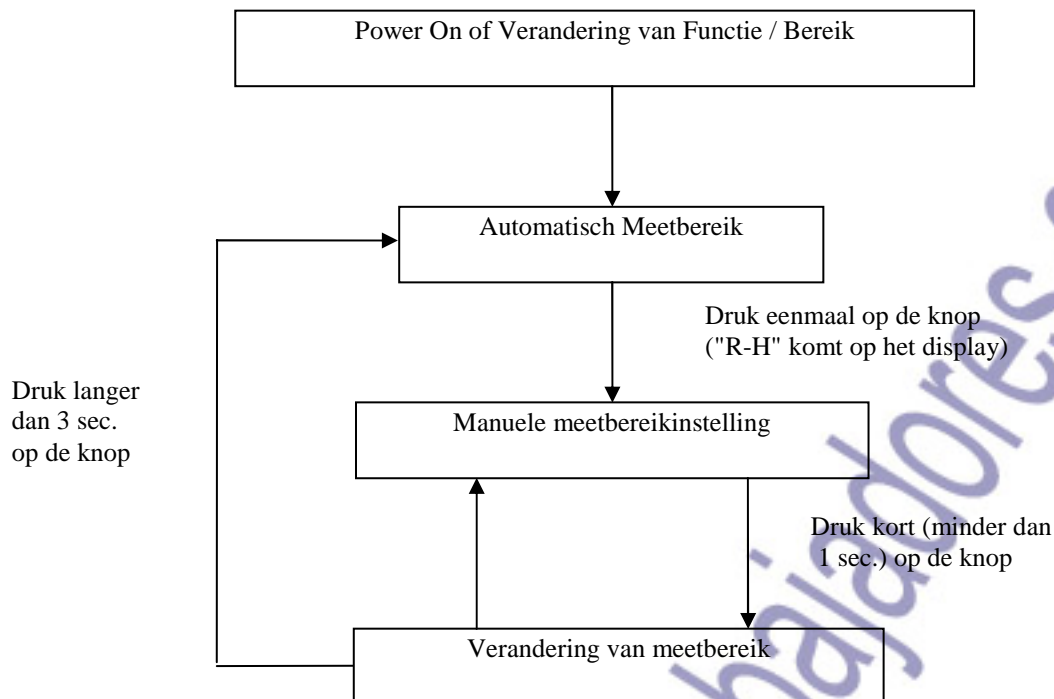 Power On of Verandering van Functie / Bereik
Automatisch Meetbereik
Druk eenmaal op de knop
("R-H" komt op het display)
Druk langer
dan 3 sec.
op de knop
Manuele meetbereikinstelling
Druk kort (minder dan
1 sec.) op de knop
Verandering van meetbereik